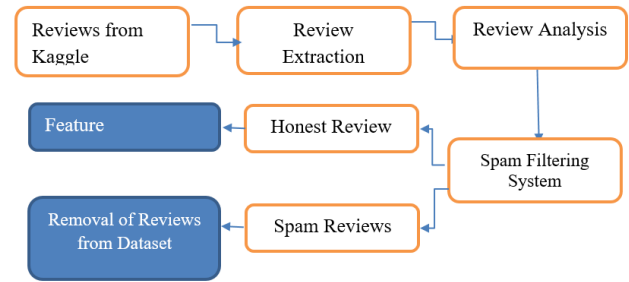 Reviews from
Kaggle
Review
Extraction
Review Analysis
Feature
Honest Review
Spam Filtering
System
Removal of Reviews
from Dataset
Spam Reviews